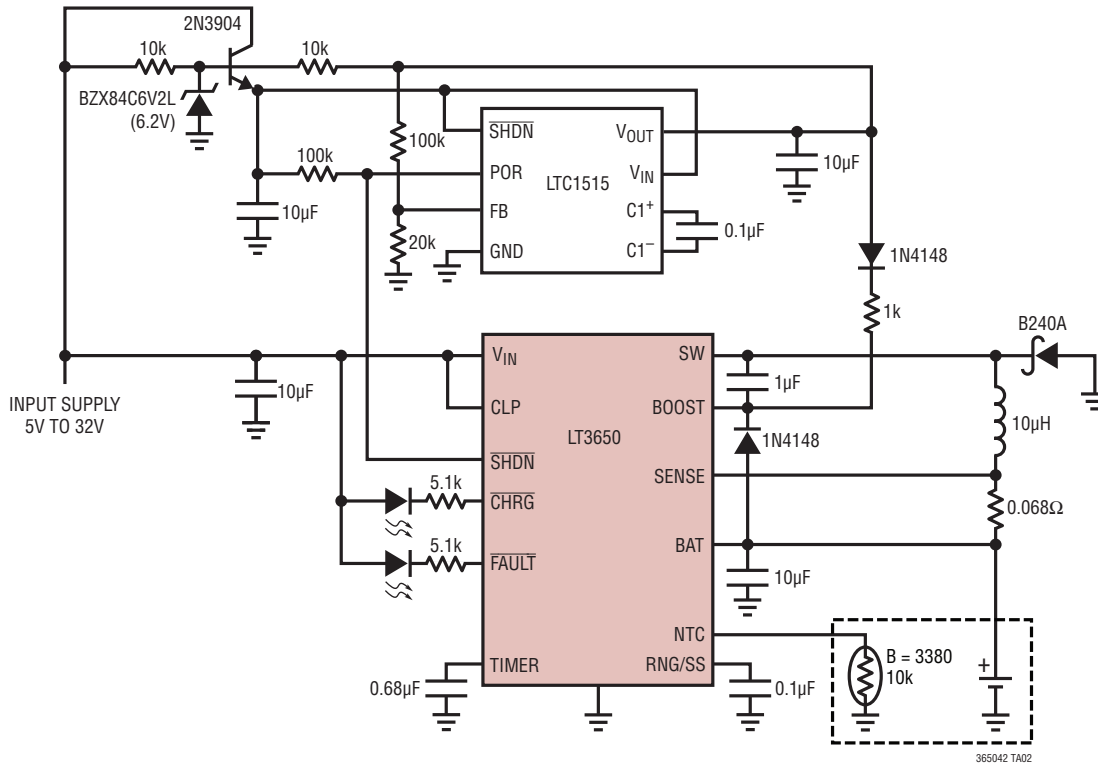 2N3904
10k
10k
BZX84C6V2L
(6.2V)
100k
100k
SHDN
POR
FB
GND
LTC1515
VOUT
VIN
C1+
C1–
10µF
0.1µF
10µF
20k
1N4148
1k
B240A
INPUT SUPPLY
5V TO 32V
10µF
VIN
CLP
SHDN
CHRG
FAULT
TIMER
LT3650
SW
BOOST
SENSE
BAT
NTC
RNG/SS
5.1k
5.1k
1µF
1N4148
10µH
0.068Ω
10µF
0.68µF
0.1µF
B = 3380
10k
+
365042 TA02